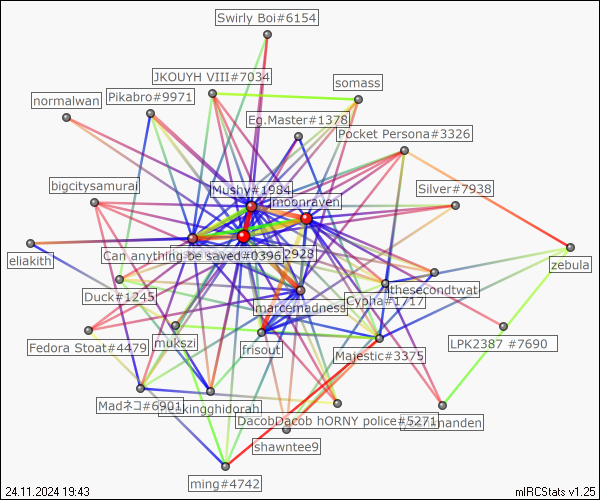 Swirly Boi#6154
JKOUYH VIII#7034
somass
normalwan
Pikabro#9971
Eg.Master#1378
Pocket Persona#3326
bigcitysamurai
Mushy#1984
Silver#7938
moonraven
eliakith
Can anything be saved#0396
2928
zebula
Duck#1245
thesecondtwat
marcemadness
Cypha#1717
Fedora Stoat#4479
mukszi
frisout
Majestic#3375
LPK2387 #7690
Madネコ#6901
nkingghidorah
DacobDacob hORNY police#5271
manden
shawntee9
ming#4742
24.11.2024 19:43
mIRCStats v1.25